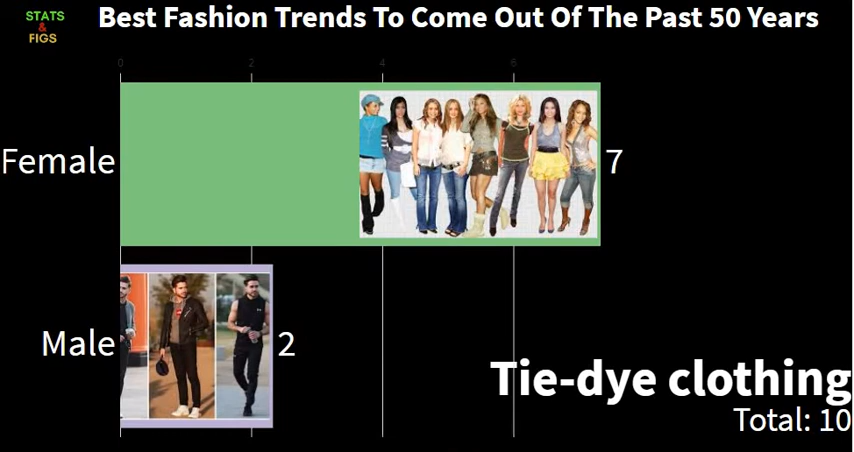 STATS
&
FIGS
Best Fashion Trends To Come Out Of The Past 50 Years
0 2 4 6
Female 7
Male 2
Tie-dye clothing
Total: 10